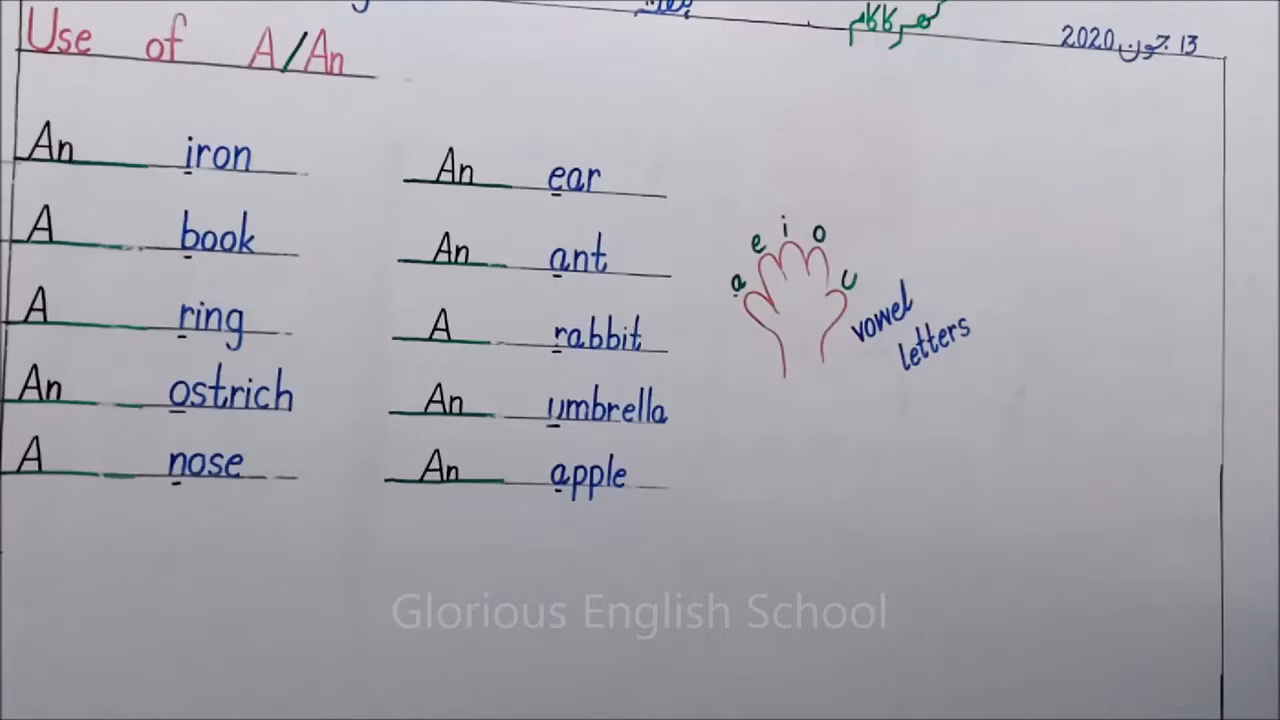 گھر کا کام
13 جون 2020
Use of A/An
An iron
A book
A ring
An ostrich
A nose
An ear
An ant
A rabbit
An umbrella
An apple
a e i o u
vowel
letters
Glorious English School